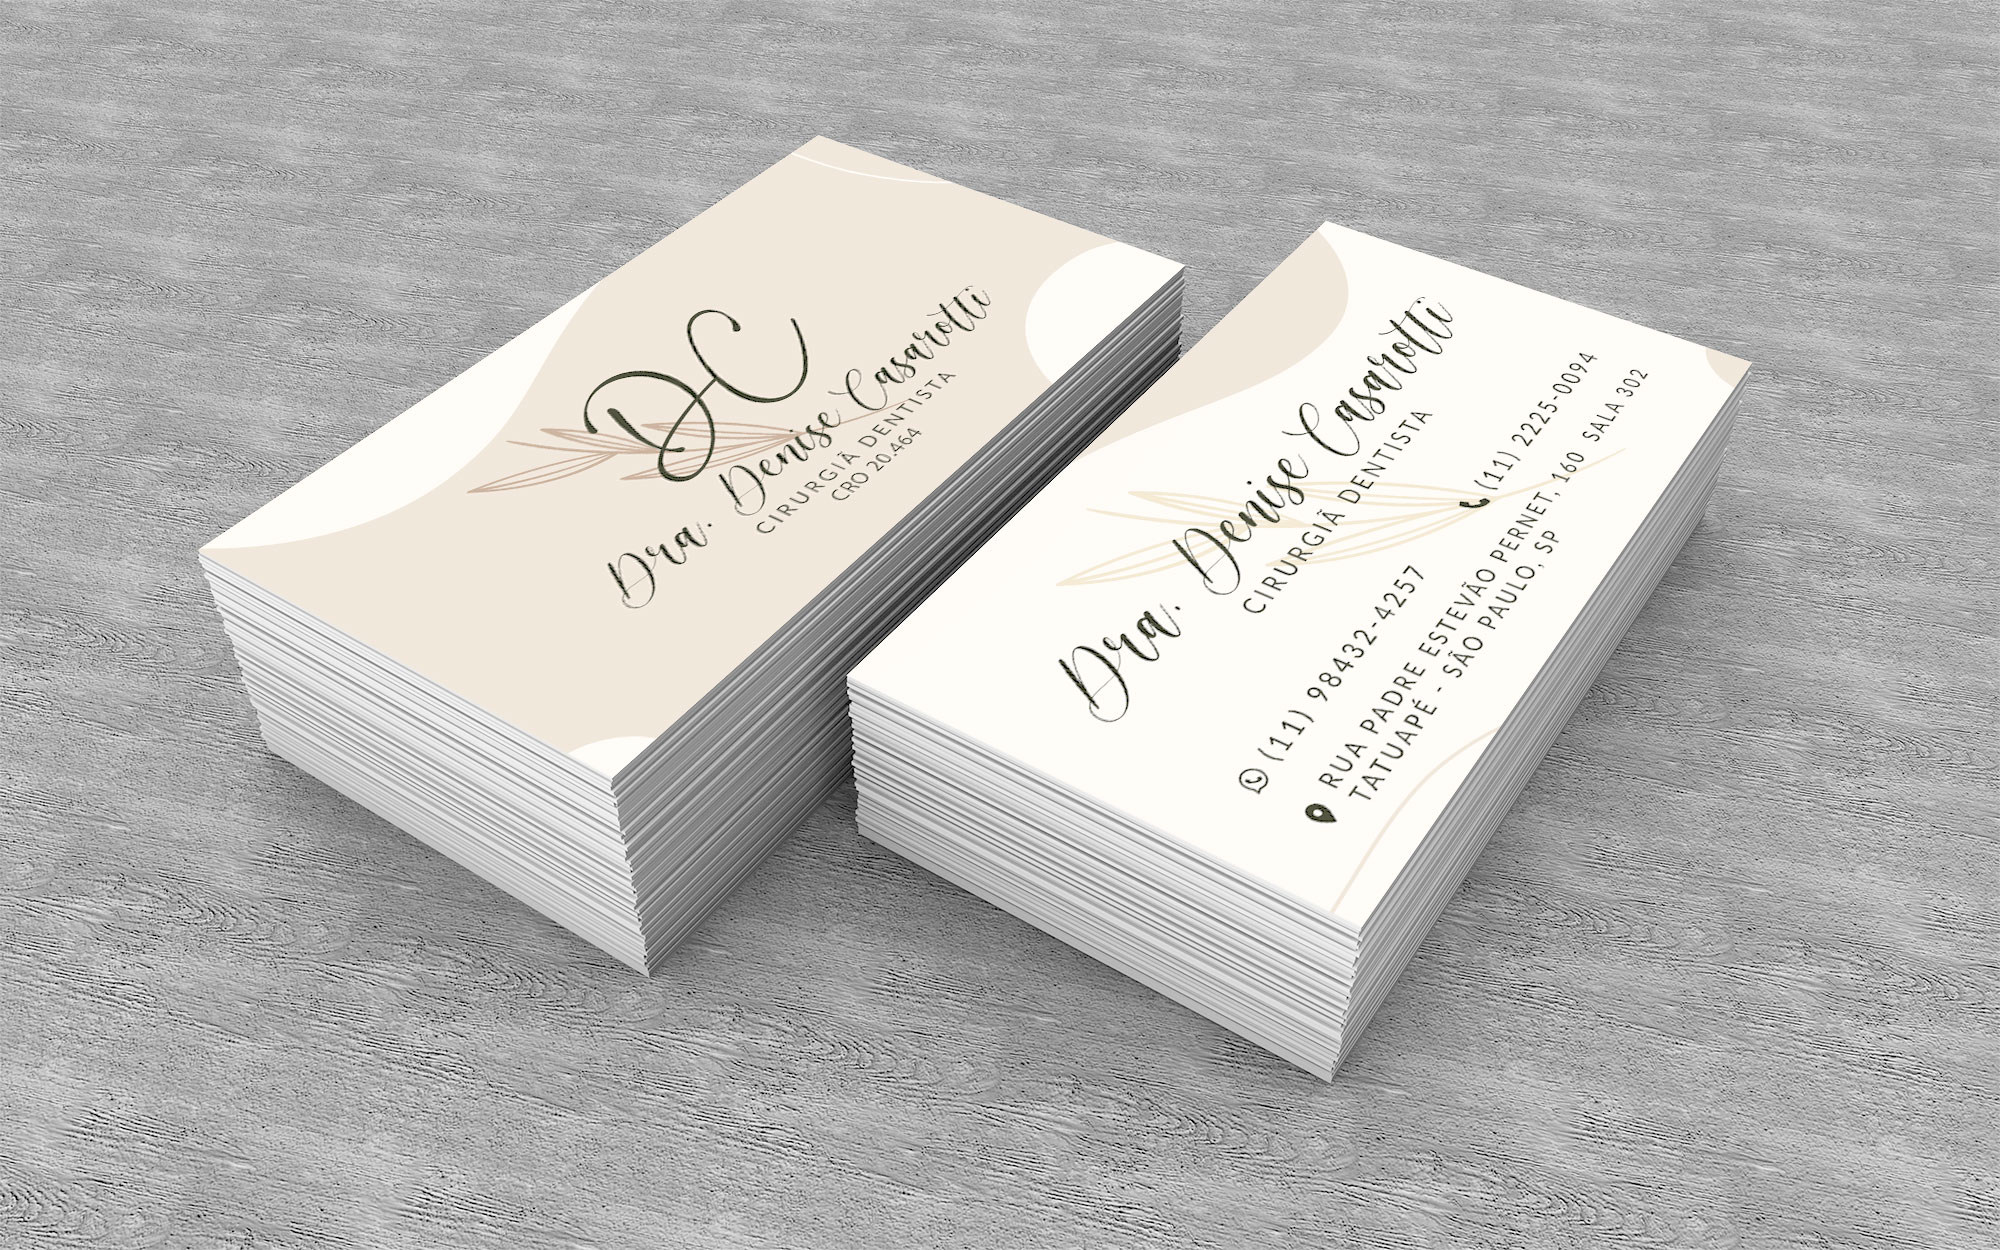 DC
Dra. Denise Casarotti
CIRURGIÃ DENTISTA
CRO 20.464
Dra. Denise Casarotti
CIRURGIÃ DENTISTA
(11) 98432-4257
(11) 2225-0094
RUA PADRE ESTEVÃO PERNET, 160 SALA 302
TATUAPÉ - SÃO PAULO, SP